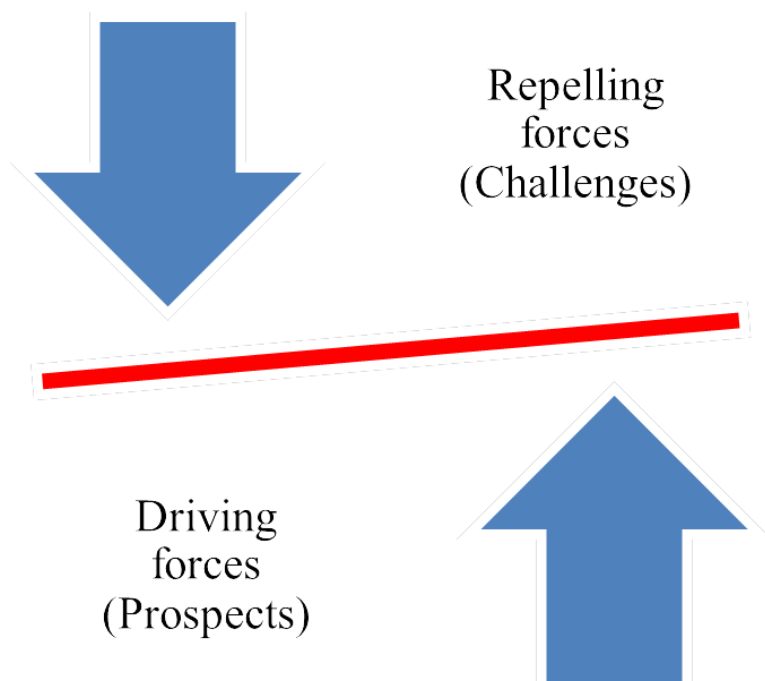 Repelling
forces
(Challenges)
Driving
forces
(Prospects)